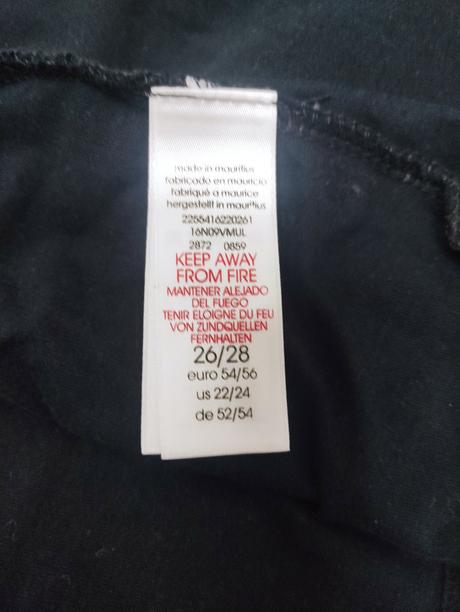 made in mauritius
fabricado en mauricio
fabriqué a maurice
hergestellt in mauritius
2255416220261
16N09VMUL
2872 0859
KEEP AWAY
FROM FIRE
MANTENER ALEJADO
DEL FUEGO
TENIR ELOIGNE DU FEU
VON ZUNDQUELLEN
FERNHALTEN
26/28
euro 54/56
us 22/24
de 52/54